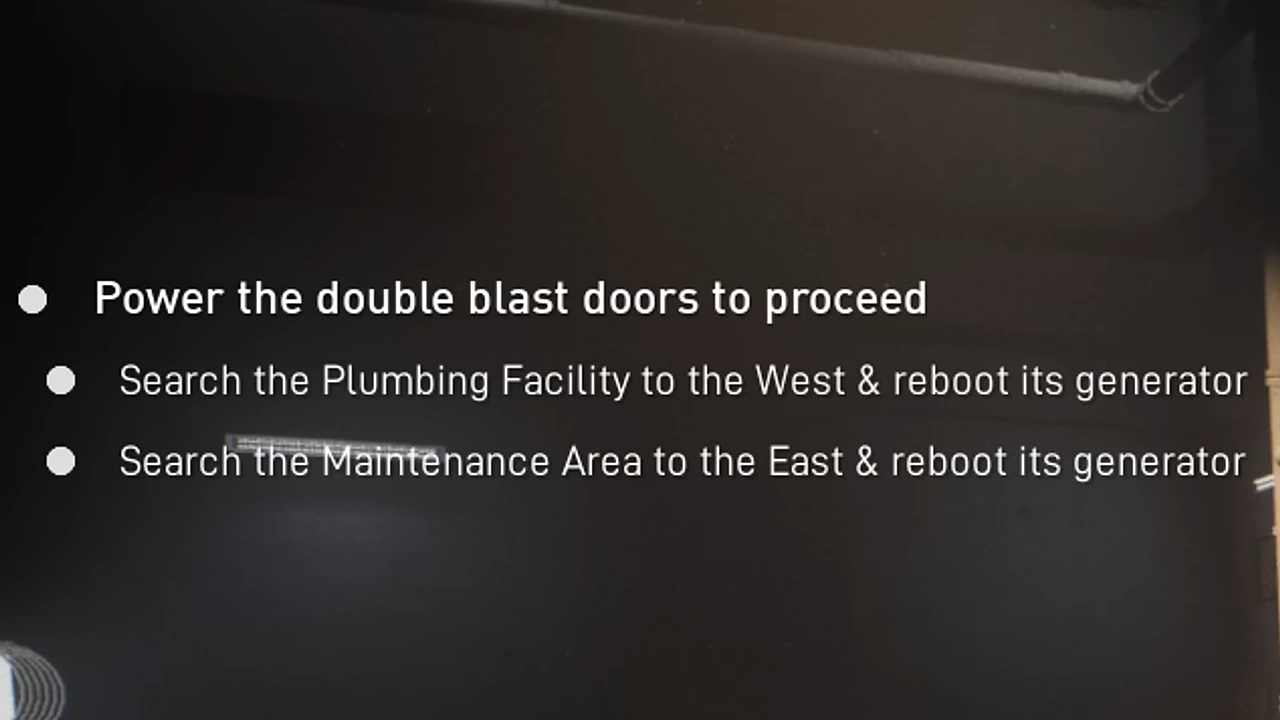 Power the double blast doors to proceed
Search the Plumbing Facility to the West & reboot its generator
Search the Maintenance Area to the East & reboot its generator